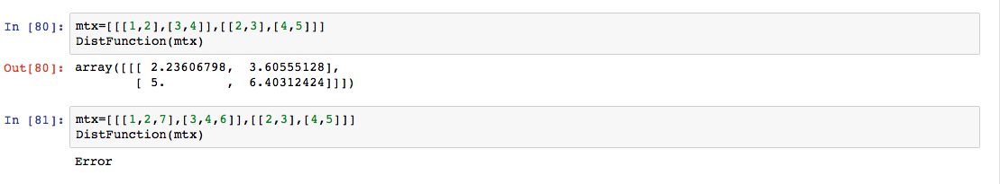 In [80]: mtx=[[[1,2],[3,4]],[[2,3],[4,5]]]
DistFunction(mtx)
Out[80]: array([[[ 2.23606798,  3.60555128],
[ 5.        ,  6.40312424]]])
In [81]: mtx=[[[1,2,7],[3,4,6]],[[2,3],[4,5]]]
DistFunction(mtx)
Error